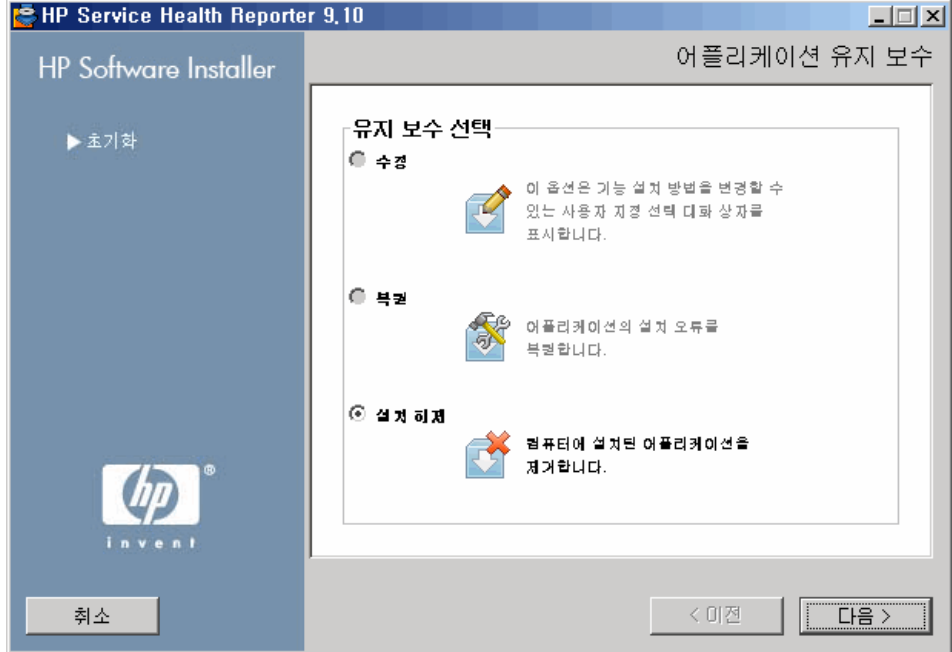 HP Service Health Reporter 9.10
HP Software Installer
어플리케이션 유지 보수
▶ 초기화
유지 보수 선택
수정
이 옵션은 기능 설치 방법을 변경할 수
있는 사용자 지정 선택 대화 상자를
표시합니다.
복원
어플리케이션의 설치 오류를
복원합니다.
설치 해제
컴퓨터에 설치된 어플리케이션을
제거합니다.
hp
®
invent
취소
< 이전
다음 >